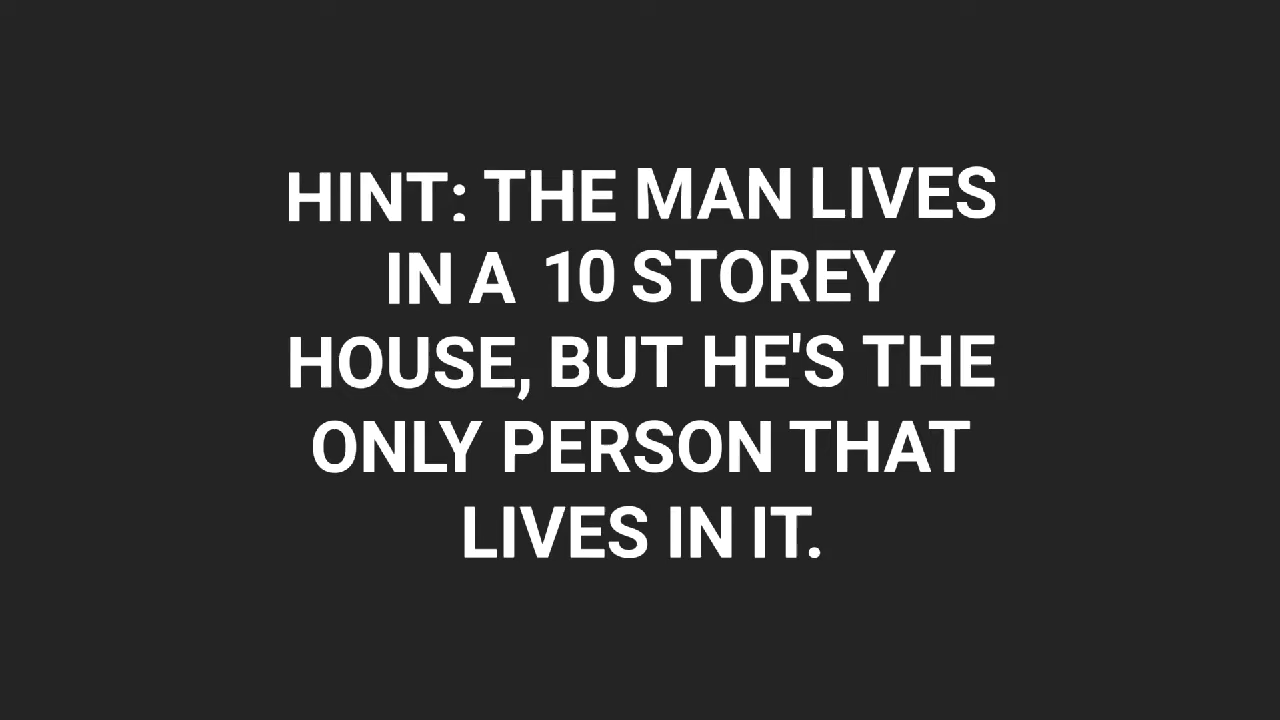 HINT: THE MAN LIVES
IN A 10 STOREY
HOUSE, BUT HE'S THE
ONLY PERSON THAT
LIVES IN IT.